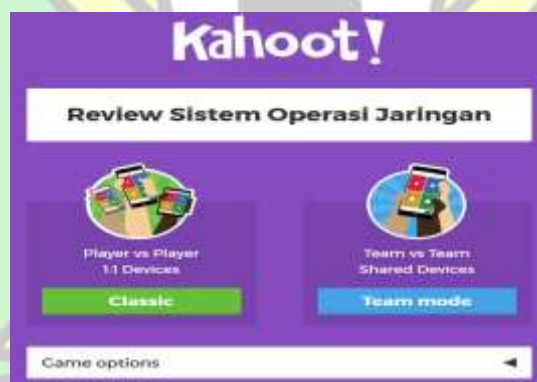 Kahoot!
Review Sistem Operasi Jaringan
Player vs Player
1:1 Devices
Classic
Team vs Team
Shared Devices
Team mode
Game options